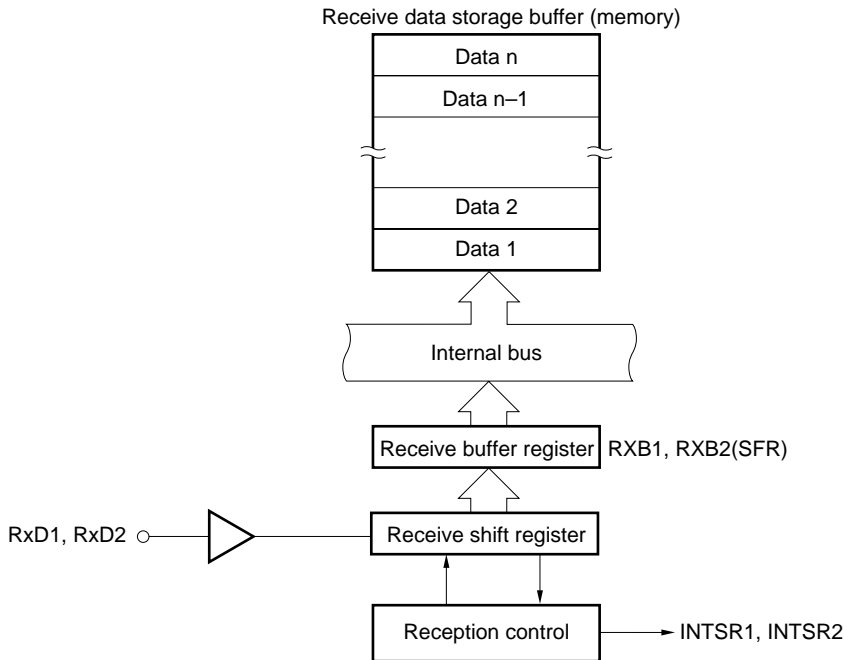 Receive data storage buffer (memory)
Data n
Data n–1
Data 2
Data 1
Internal bus
Receive buffer register
RXB1, RXB2(SFR)
RxD1, RxD2
Receive shift register
Reception control
INTSR1, INTSR2